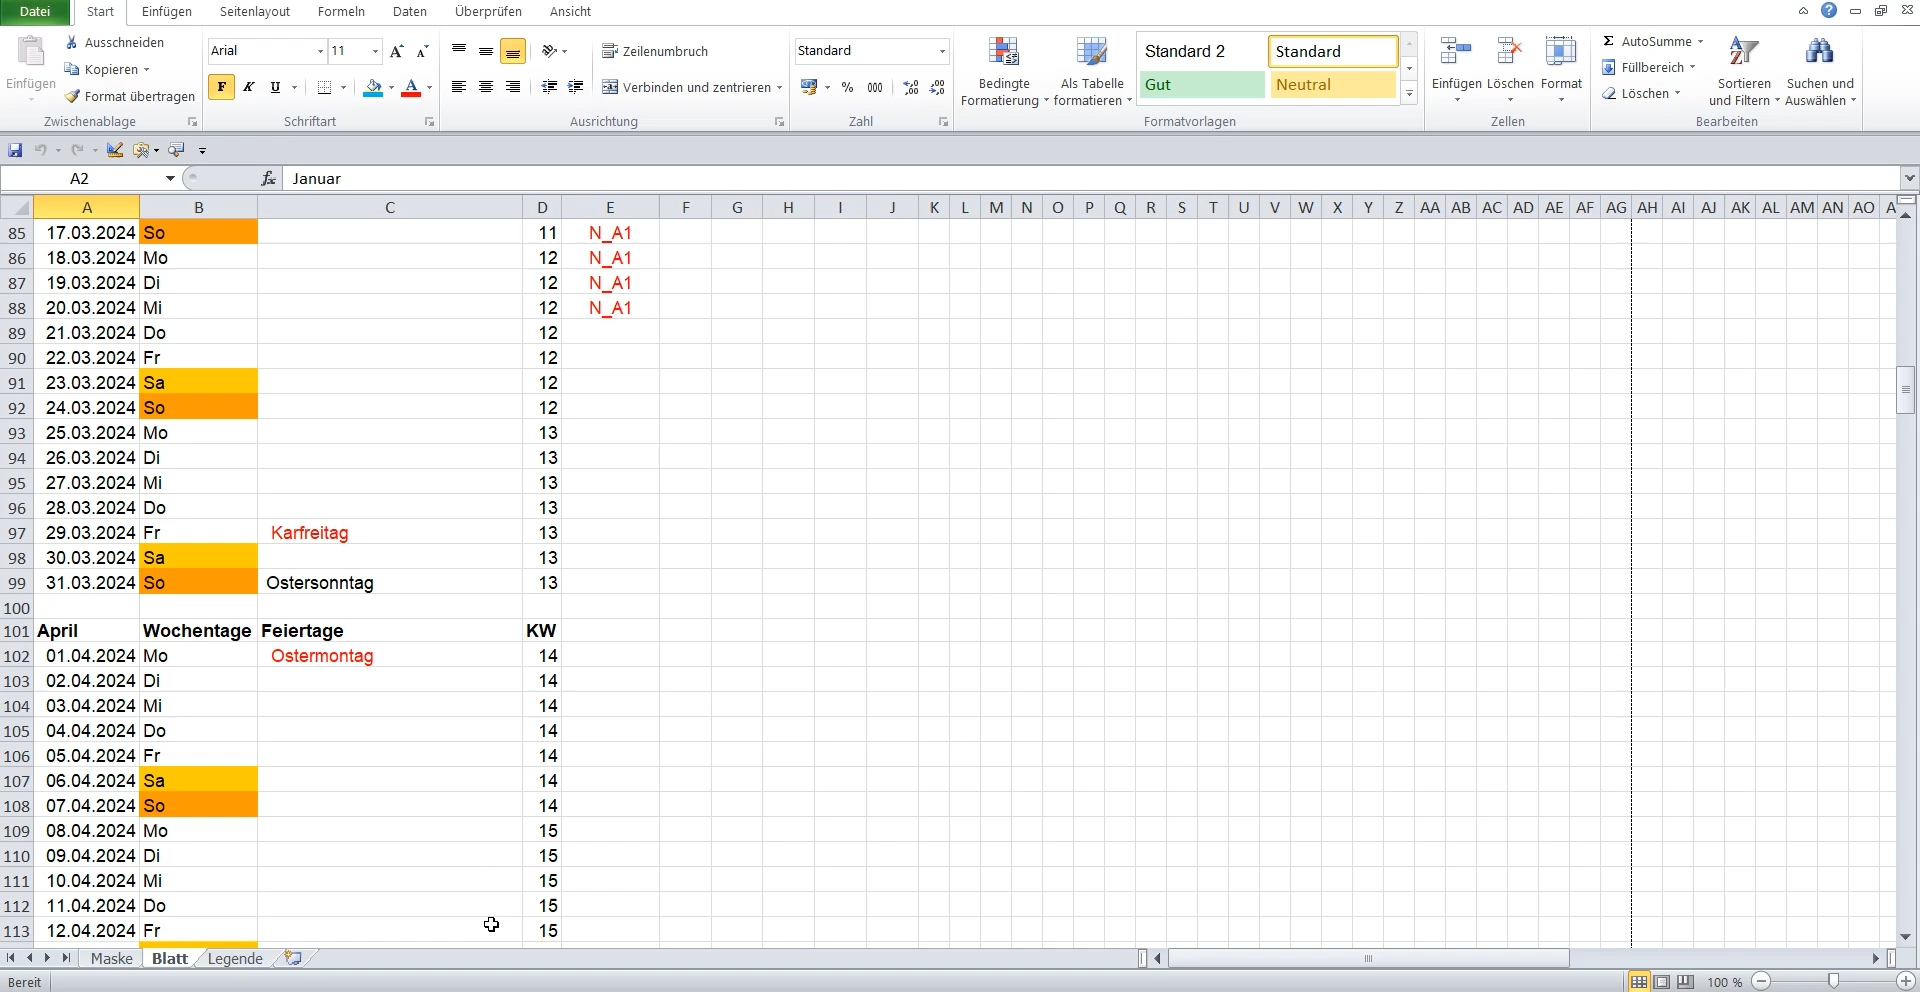 Datei Start Einfügen Seitenlayout Formeln Daten Überprüfen Ansicht
Einfügen
Ausschneiden
Kopieren
Format übertragen
Zwischenablage
Arial 11
F K U
Schriftart
Zeilenumbruch
Verbinden und zentrieren
Ausrichtung
Standard
% 000
Zahl
Bedingte Formatierung
Als Tabelle formatieren
Standard 2 Standard
Gut Neutral
Formatvorlagen
Einfügen Löschen Format
Zellen
Σ AutoSumme
Füllbereich
Löschen
Sortieren und Filtern
Suchen und Auswählen
Bearbeiten
A2 fx Januar
A B C D E F G H I J K L M N O P Q R S T U V W X Y Z AA AB AC AD AE AF AG AH AI AJ AK AL AM AN AO
85 17.03.2024 So 11 N_A1
86 18.03.2024 Mo 12 N_A1
87 19.03.2024 Di 12 N_A1
88 20.03.2024 Mi 12 N_A1
89 21.03.2024 Do 12
90 22.03.2024 Fr 12
91 23.03.2024 Sa 12
92 24.03.2024 So 12
93 25.03.2024 Mo 13
94 26.03.2024 Di 13
95 27.03.2024 Mi 13
96 28.03.2024 Do 13
97 29.03.2024 Fr Karfreitag 13
98 30.03.2024 Sa 13
99 31.03.2024 So Ostersonntag 13
100
101 April Wochentage Feiertage KW
102 01.04.2024 Mo Ostermontag 14
103 02.04.2024 Di 14
104 03.04.2024 Mi 14
105 04.04.2024 Do 14
106 05.04.2024 Fr 14
107 06.04.2024 Sa 14
108 07.04.2024 So 14
109 08.04.2024 Mo 15
110 09.04.2024 Di 15
111 10.04.2024 Mi 15
112 11.04.2024 Do 15
113 12.04.2024 Fr 15
Maske Blatt Legende
Bereit 100 %